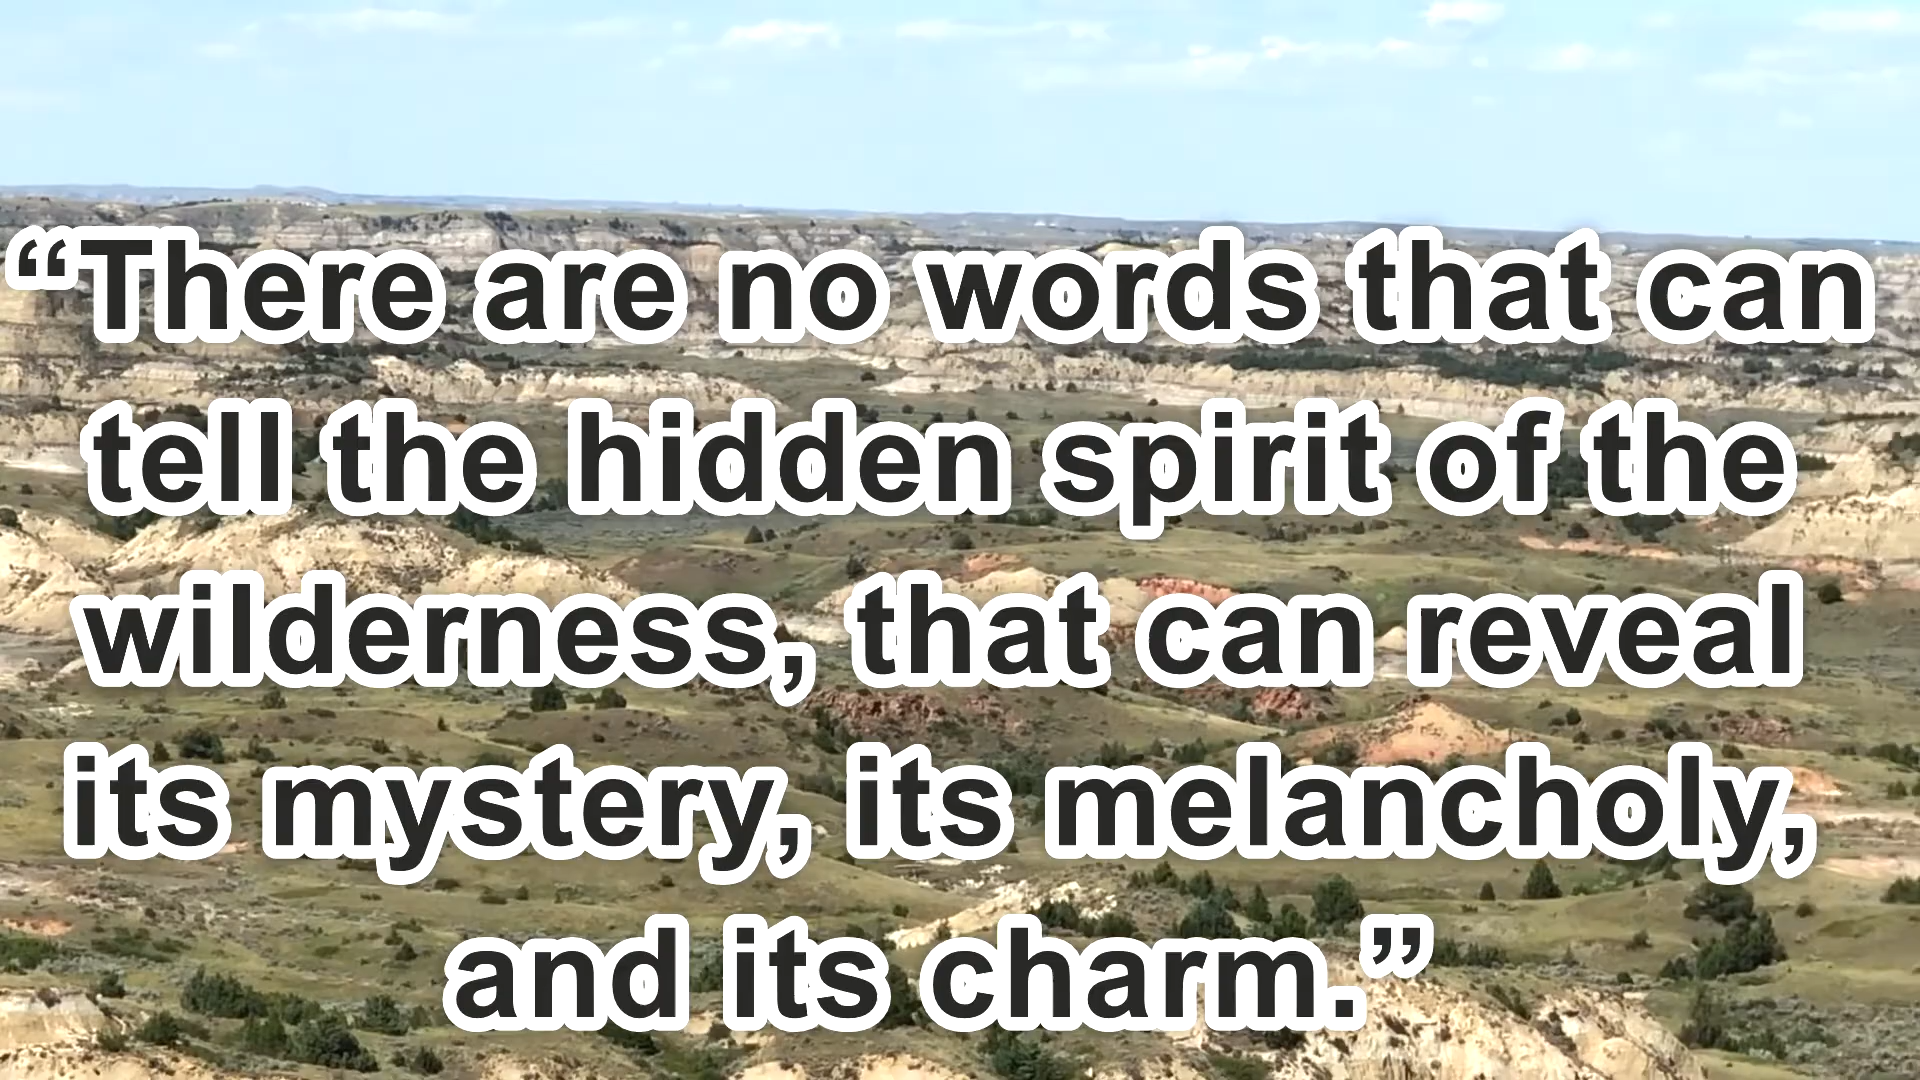 “There are no words that can
tell the hidden spirit of the
wilderness, that can reveal
its mystery, its melancholy,
and its charm.”